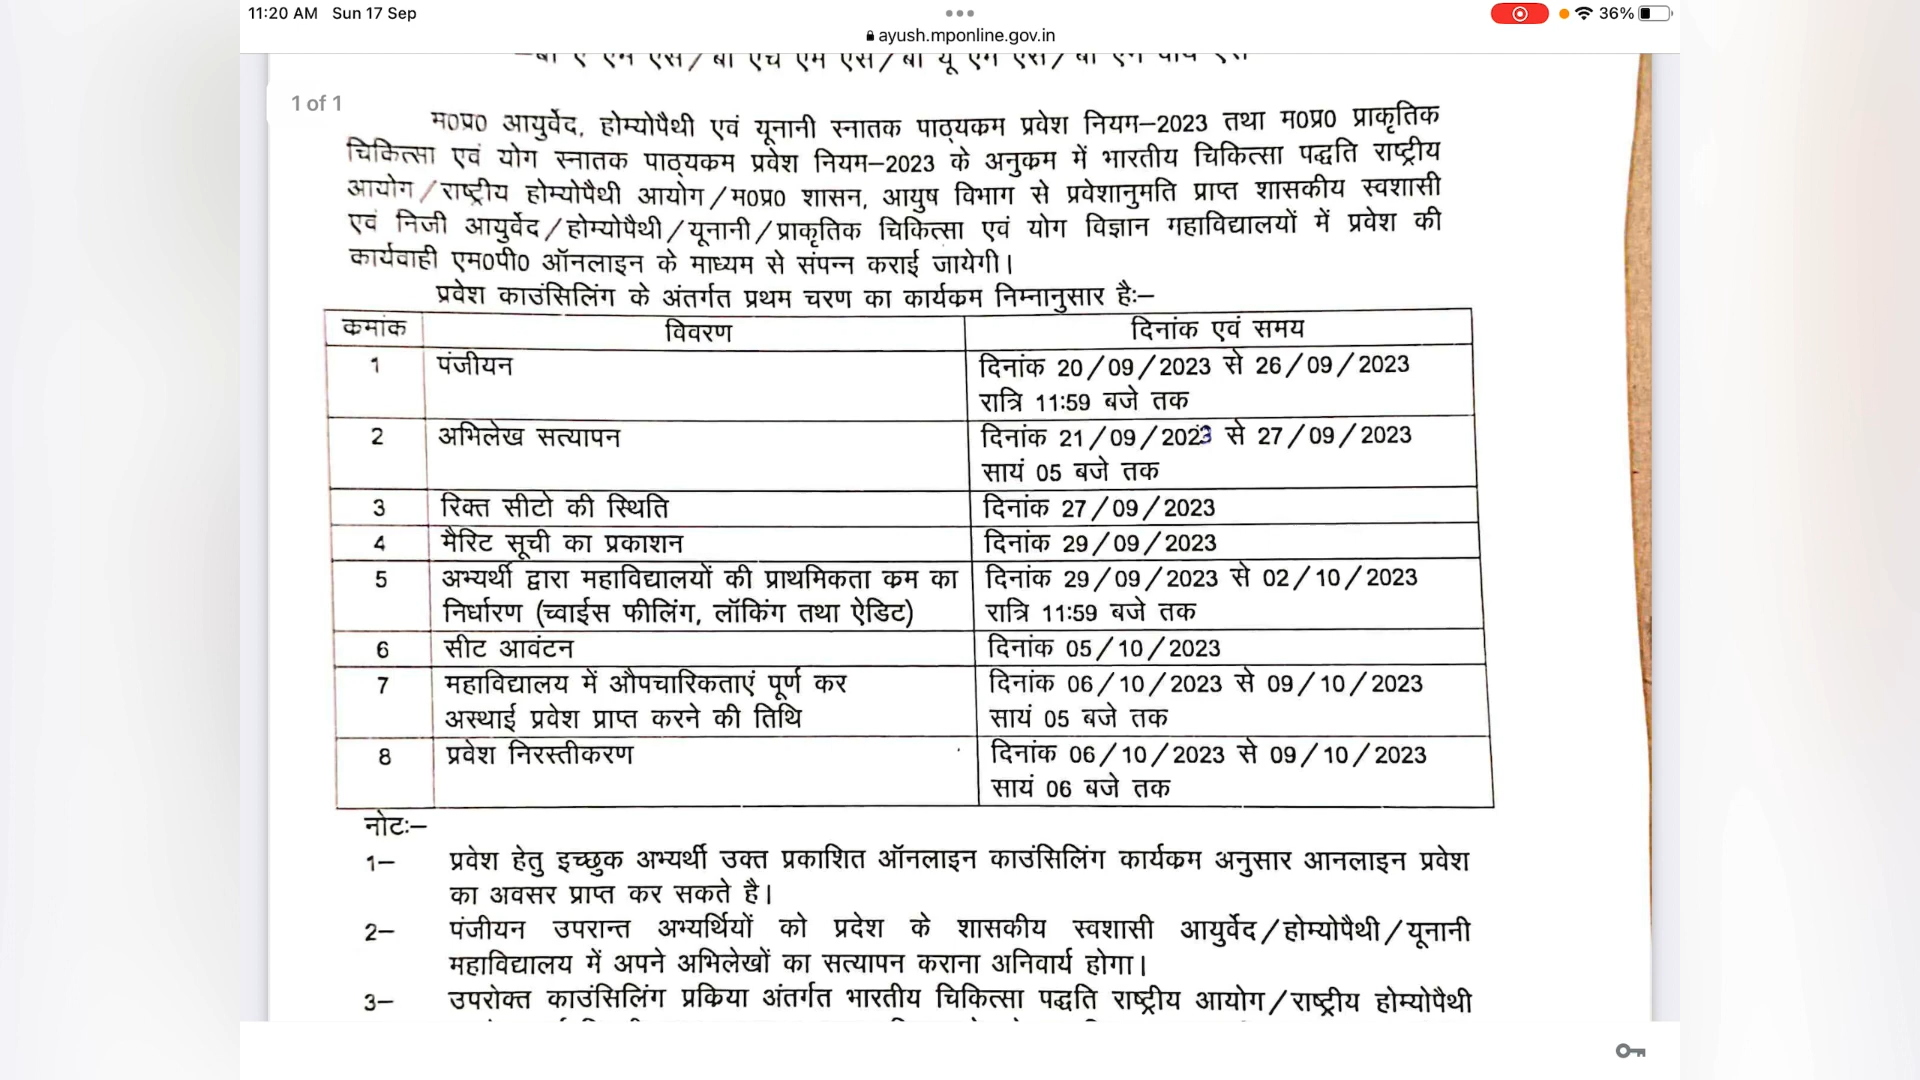 11:20 AM Sun 17 Sep
36%
ayush.mponline.gov.in
1 of 1
म0प्र0 आयुर्वेद, होम्योपैथी एवं यूनानी स्नातक पाठ्यकम प्रवेश नियम–2023 तथा म0प्र0 प्राकृतिक
चिकित्सा एवं योग स्नातक पाठ्यकम प्रवेश नियम–2023 के अनुकम में भारतीय चिकित्सा पद्धति राष्ट्रीय
आयोग/राष्ट्रीय होम्योपैथी आयोग/म0प्र0 शासन, आयुष विभाग से प्रवेशानुमति प्राप्त शासकीय स्वशासी
एवं निजी आयुर्वेद/होम्योपैथी/यूनानी/प्राकृतिक चिकित्सा एवं योग विज्ञान महाविद्यालयों में प्रवेश की
कार्यवाही एम0पी0 ऑनलाइन के माध्यम से संपन्न कराई जायेगी।
प्रवेश काउंसिलिंग के अंतर्गत प्रथम चरण का कार्यकम निम्नानुसार हैः–
कमांक विवरण दिनांक एवं समय
1 पंजीयन दिनांक 20/09/2023 से 26/09/2023
रात्रि 11:59 बजे तक
2 अभिलेख सत्यापन दिनांक 21/09/2023 से 27/09/2023
सायं 05 बजे तक
3 रिक्त सीटो की स्थिति दिनांक 27/09/2023
4 मैरिट सूची का प्रकाशन दिनांक 29/09/2023
5 अभ्यर्थी द्वारा महाविद्यालयों की प्राथमिकता कम का दिनांक 29/09/2023 से 02/10/2023
निर्धारण (च्वाईस फीलिंग, लॉकिंग तथा ऐडिट) रात्रि 11:59 बजे तक
6 सीट आवंटन दिनांक 05/10/2023
7 महाविद्यालय में औपचारिकताएं पूर्ण कर दिनांक 06/10/2023 से 09/10/2023
अस्थाई प्रवेश प्राप्त करने की तिथि सायं 05 बजे तक
8 प्रवेश निरस्तीकरण दिनांक 06/10/2023 से 09/10/2023
सायं 06 बजे तक
नोटः–
1– प्रवेश हेतु इच्छुक अभ्यर्थी उक्त प्रकाशित ऑनलाइन काउंसिलिंग कार्यकम अनुसार आनलाइन प्रवेश
का अवसर प्राप्त कर सकते है।
2– पंजीयन उपरान्त अभ्यर्थियों को प्रदेश के शासकीय स्वशासी आयुर्वेद/होम्योपैथी/यूनानी
महाविद्यालय में अपने अभिलेखों का सत्यापन कराना अनिवार्य होगा।
3– उपरोक्त काउंसिलिंग प्रकिया अंतर्गत भारतीय चिकित्सा पद्धति राष्ट्रीय आयोग/राष्ट्रीय होम्योपैथी